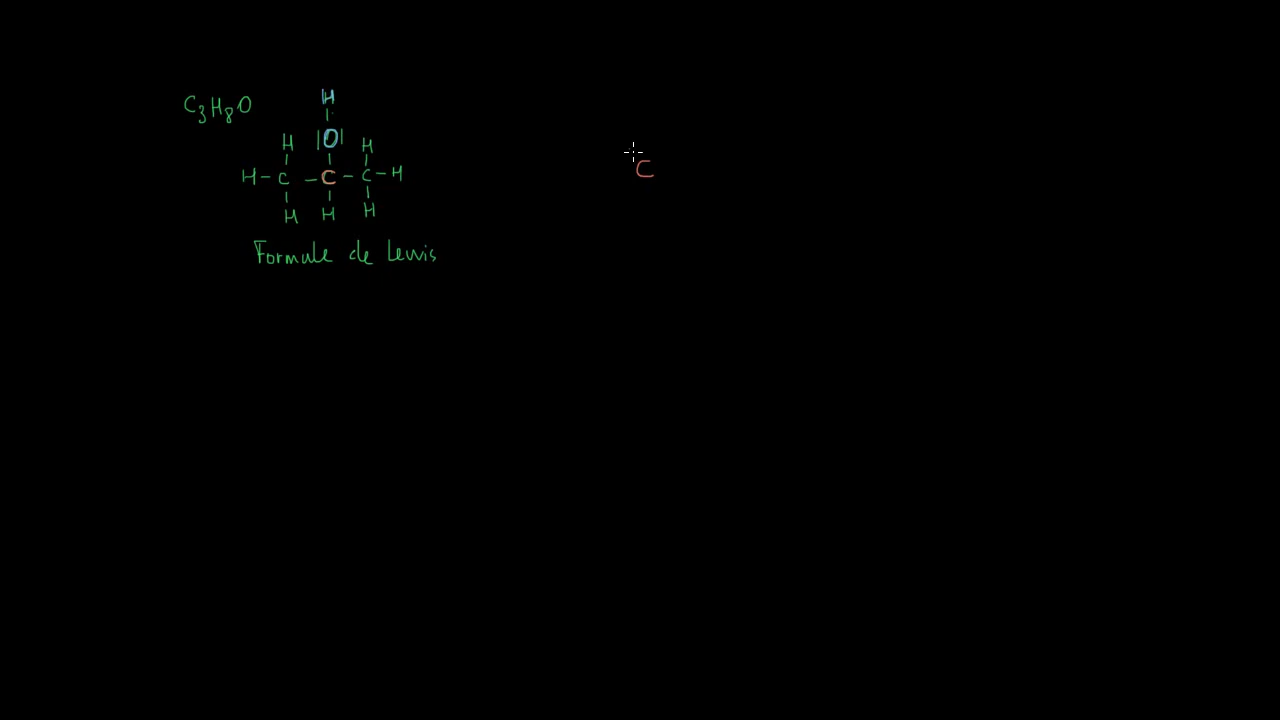 C3H8O
H
H |O| H
H - C - C - C - H
H H H
Formule de Lewis
C